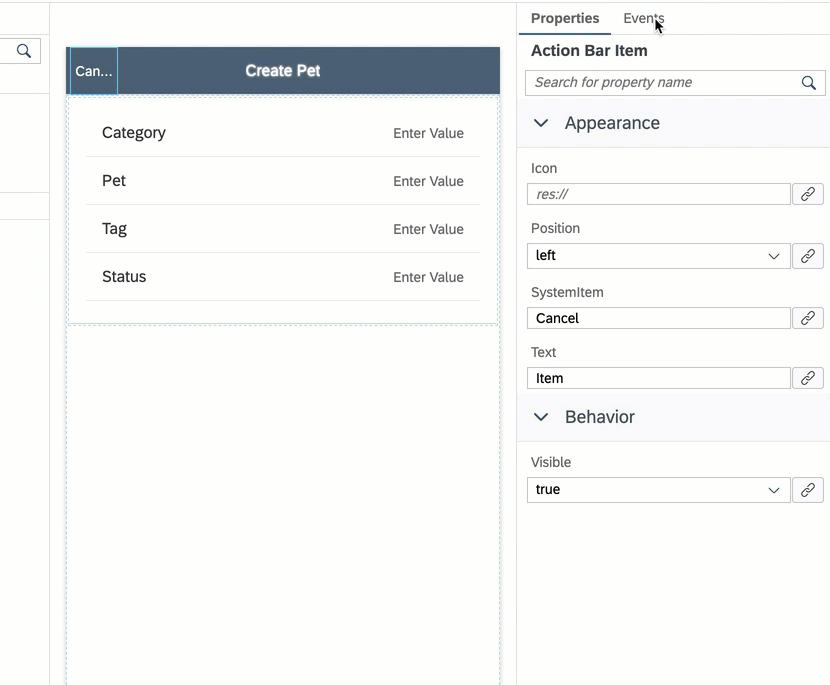 Properties Events
Can... Create Pet
Action Bar Item
Search for property name
Category Enter Value
Pet Enter Value
Tag Enter Value
Status Enter Value
Appearance
Icon
res://
Position
left
SystemItem
Cancel
Text
Item
Behavior
Visible
true